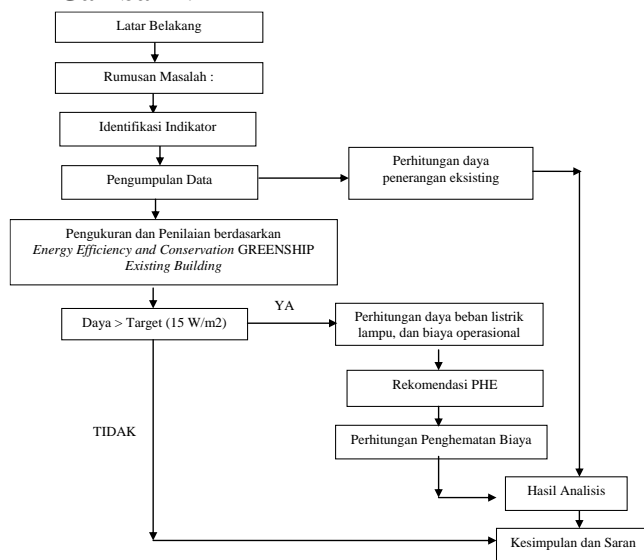 Latar Belakang
Rumusan Masalah :
Identifikasi Indikator
Pengumpulan Data
Perhitungan daya
penerangan eksisting
Pengukuran dan Penilaian berdasarkan
Energy Efficiency and Conservation GREENSHIP
Existing Building
Daya > Target (15 W/m2)
YA
Perhitungan daya beban listrik
lampu, dan biaya operasional
Rekomendasi PHE
TIDAK
Perhitungan Penghematan Biaya
Hasil Analisis
Kesimpulan dan Saran